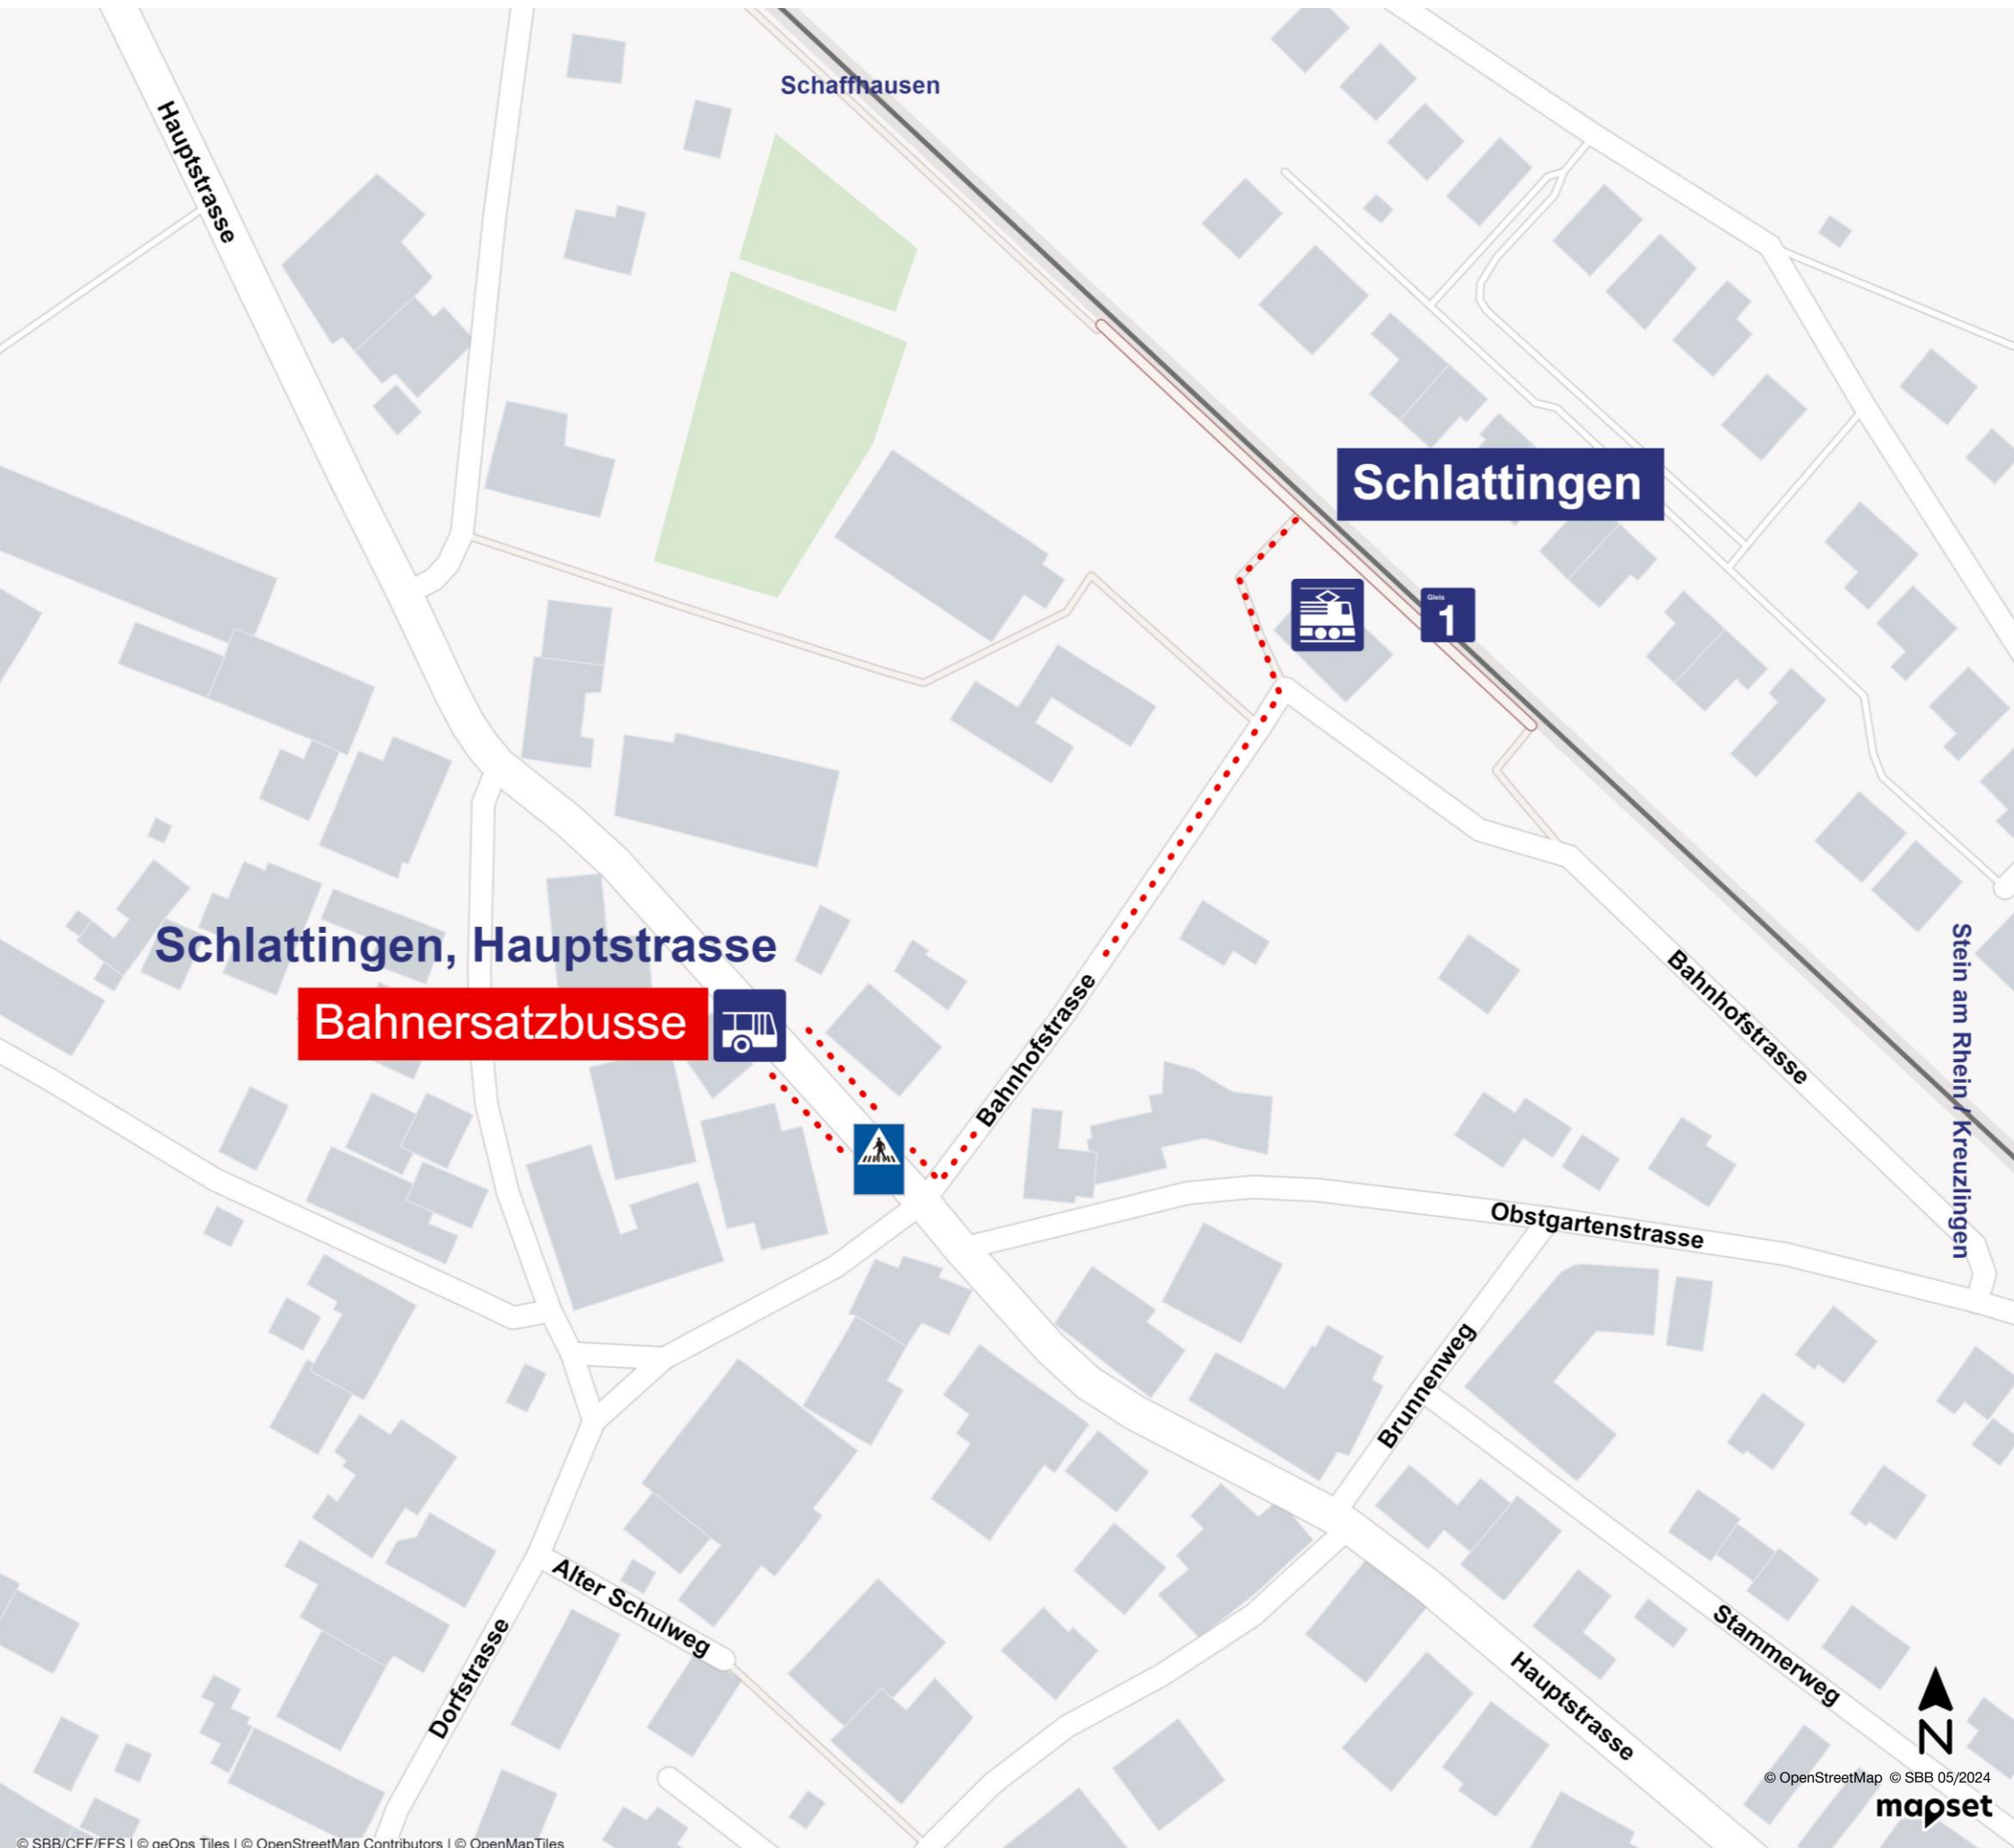 Schaffhausen
Hauptstrasse
Schlattingen
Gleis
1
Schlattingen, Hauptstrasse
Bahnersatzbusse
Bahnhofstrasse
Bahnhofstrasse
Stein am Rhein / Kreuzlingen
Obstgartenstrasse
Brunnenweg
Alter Schulweg
Dorfstrasse
Hauptstrasse
Stammerweg
N
© OpenStreetMap © SBB 05/2024
mapset
© SBB/CFF/FFS | © geOps Tiles | © OpenStreetMap Contributors | © OpenMapTiles